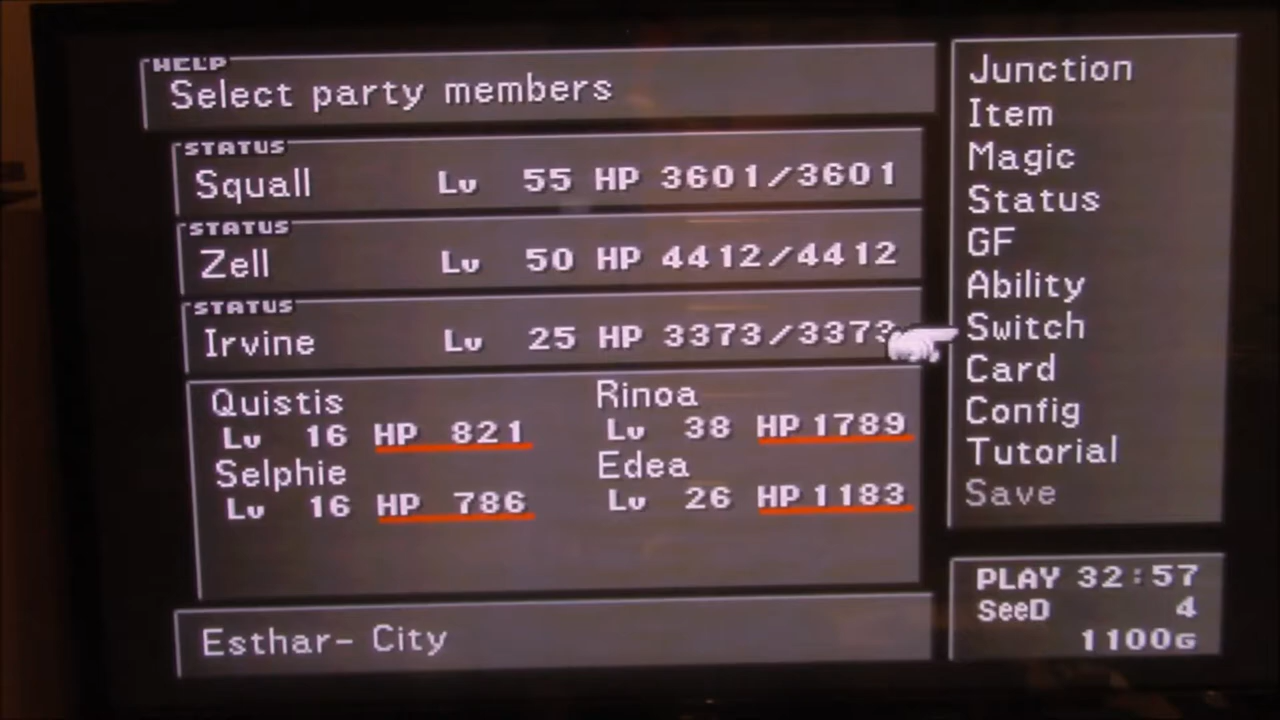 HELP
Select party members
STATUS
Squall Lv 55 HP 3601/3601
STATUS
Zell Lv 50 HP 4412/4412
STATUS
Irvine Lv 25 HP 3373/3373
Quistis
Lv 16 HP 821
Rinoa
Lv 38 HP 1789
Selphie
Lv 16 HP 786
Edea
Lv 26 HP 1183
Esthar- City
Junction
Item
Magic
Status
GF
Ability
Switch
Card
Config
Tutorial
Save
PLAY 32:57
SeeD 4
1100G